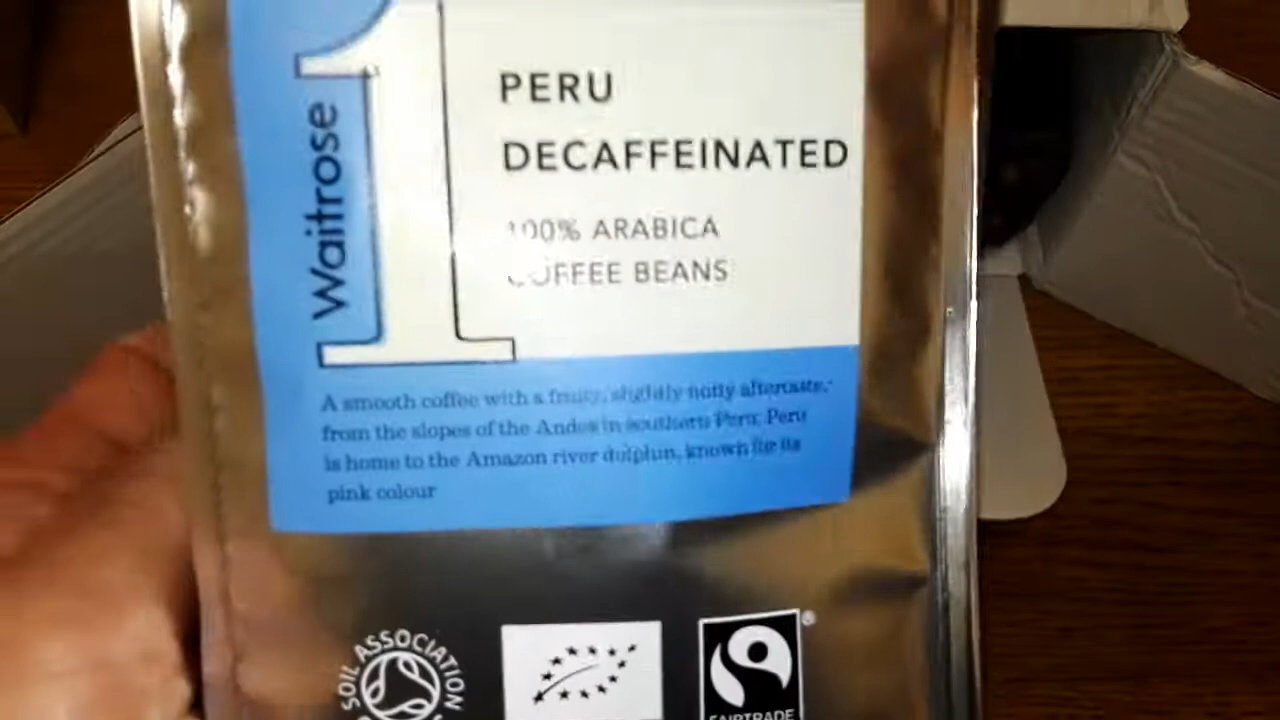 Waitrose
1
PERU
DECAFFEINATED
100% ARABICA
COFFEE BEANS
A smooth coffee with a fruity, slightly nutty aftertaste,
from the slopes of the Andes in southern Peru. Peru
is home to the Amazon river dolphin, known for its
pink colour
SOIL ASSOCIATION
FAIRTRADE
®